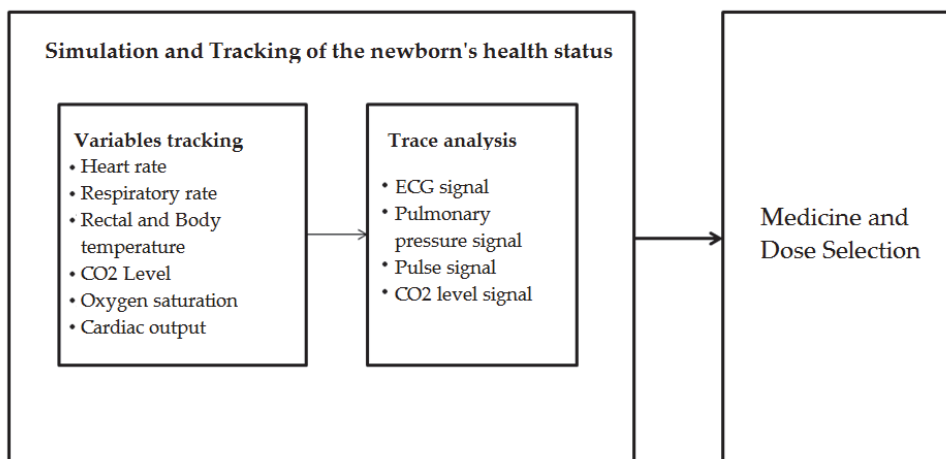 Simulation and Tracking of the newborn's health status
Variables tracking
• Heart rate
• Respiratory rate
• Rectal and Body
temperature
• CO2 Level
• Oxygen saturation
• Cardiac output
Trace analysis
• ECG signal
• Pulmonary
pressure signal
• Pulse signal
• CO2 level signal
Medicine and
Dose Selection